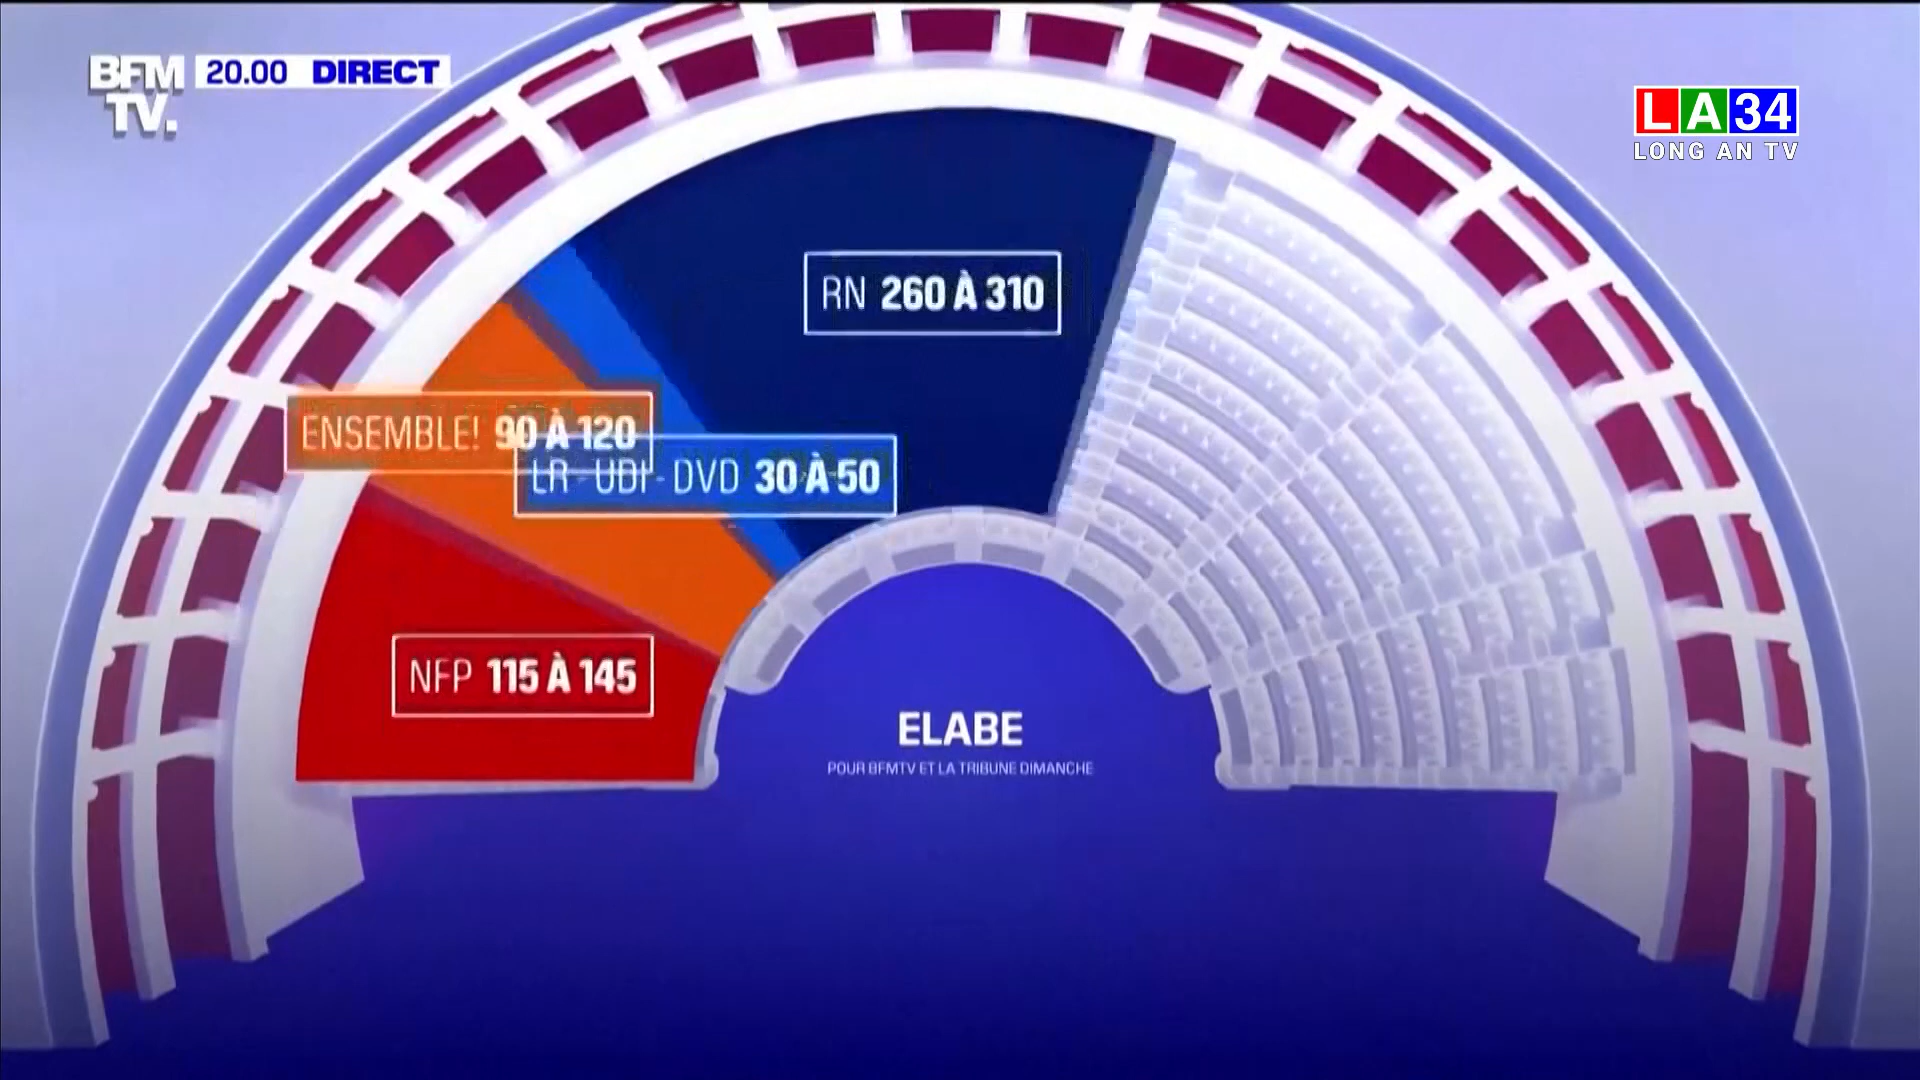 BFM
TV.
20.00 DIRECT
LA34
LONG AN TV
RN 260 À 310
ENSEMBLE! 90 À 120
LR - UDI - DVD 30 À 50
NFP 115 À 145
ELABE
POUR BFMTV ET LA TRIBUNE DIMANCHE